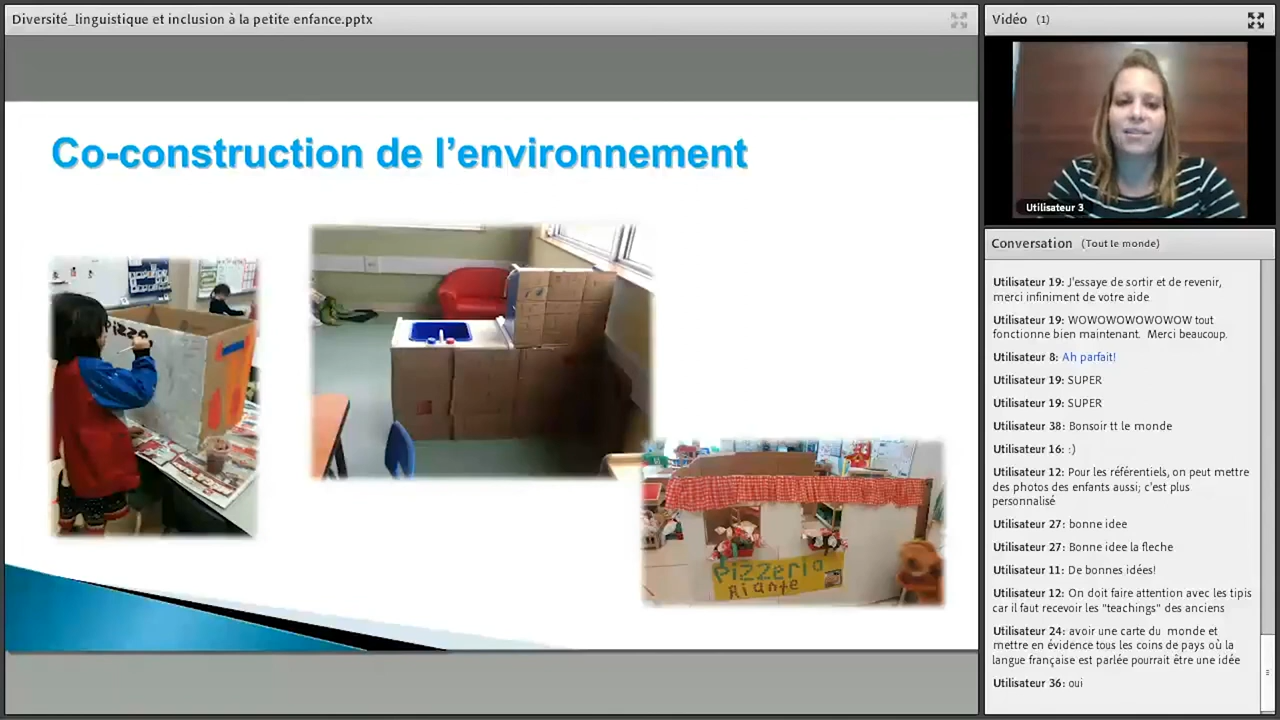 Diversité_linguistique et inclusion à la petite enfance.pptx
Co-construction de l'environnement
Pizzeria
Riante
Vidéo (1)
Utilisateur 3
Conversation (Tout le monde)
Utilisateur 19: J'essaye de sortir et de revenir,
merci infiniment de votre aide
Utilisateur 19: WOWOWOWOWOWOW tout
fonctionne bien maintenant. Merci beaucoup.
Utilisateur 8: Ah parfait!
Utilisateur 19: SUPER
Utilisateur 19: SUPER
Utilisateur 38: Bonsoir tt le monde
Utilisateur 16: :)
Utilisateur 12: Pour les référentiels, on peut mettre
des photos des enfants aussi; c'est plus
personnalisé
Utilisateur 27: bonne idee
Utilisateur 27: Bonne idee la fleche
Utilisateur 11: De bonnes idées!
Utilisateur 12: On doit faire attention avec les tipis
car il faut recevoir les "teachings" des anciens
Utilisateur 24: avoir une carte du monde et
mettre en évidence tous les coins de pays où la
langue française est parlée pourrait être une idée
Utilisateur 36: oui